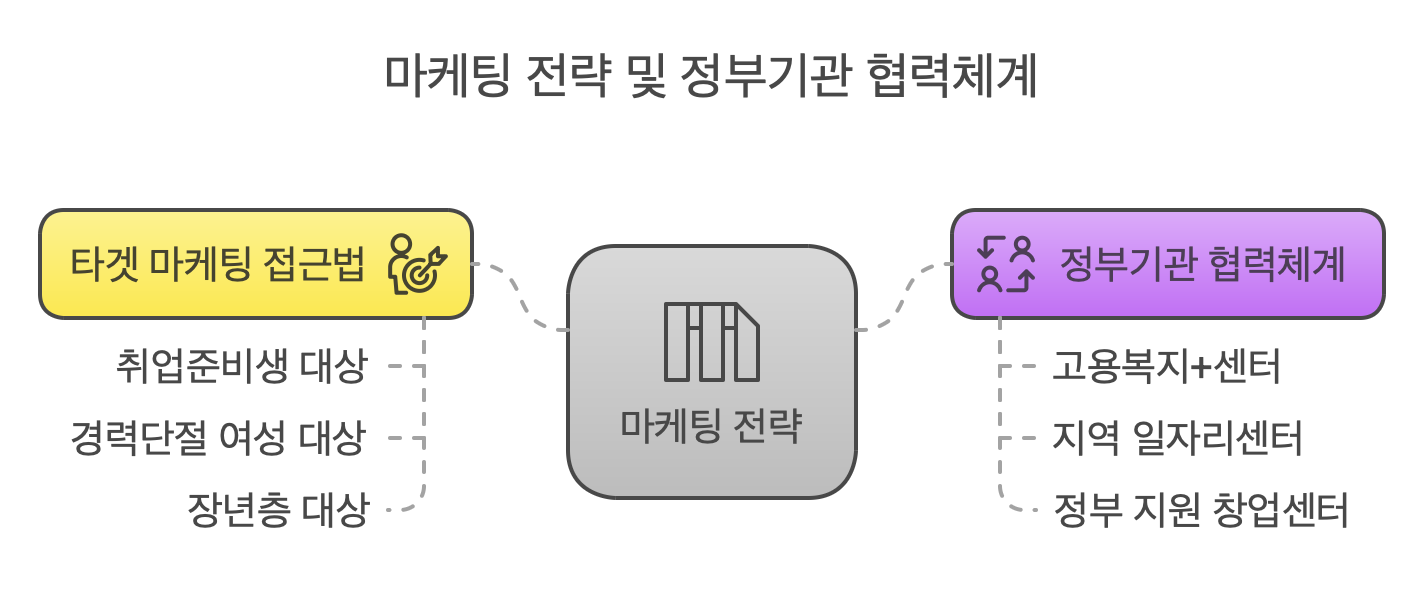 마케팅 전략 및 정부기관 협력체계
타겟 마케팅 접근법
취업준비생 대상
경력단절 여성 대상
장년층 대상
마케팅 전략
정부기관 협력체계
고용복지+센터
지역 일자리센터
정부 지원 창업센터